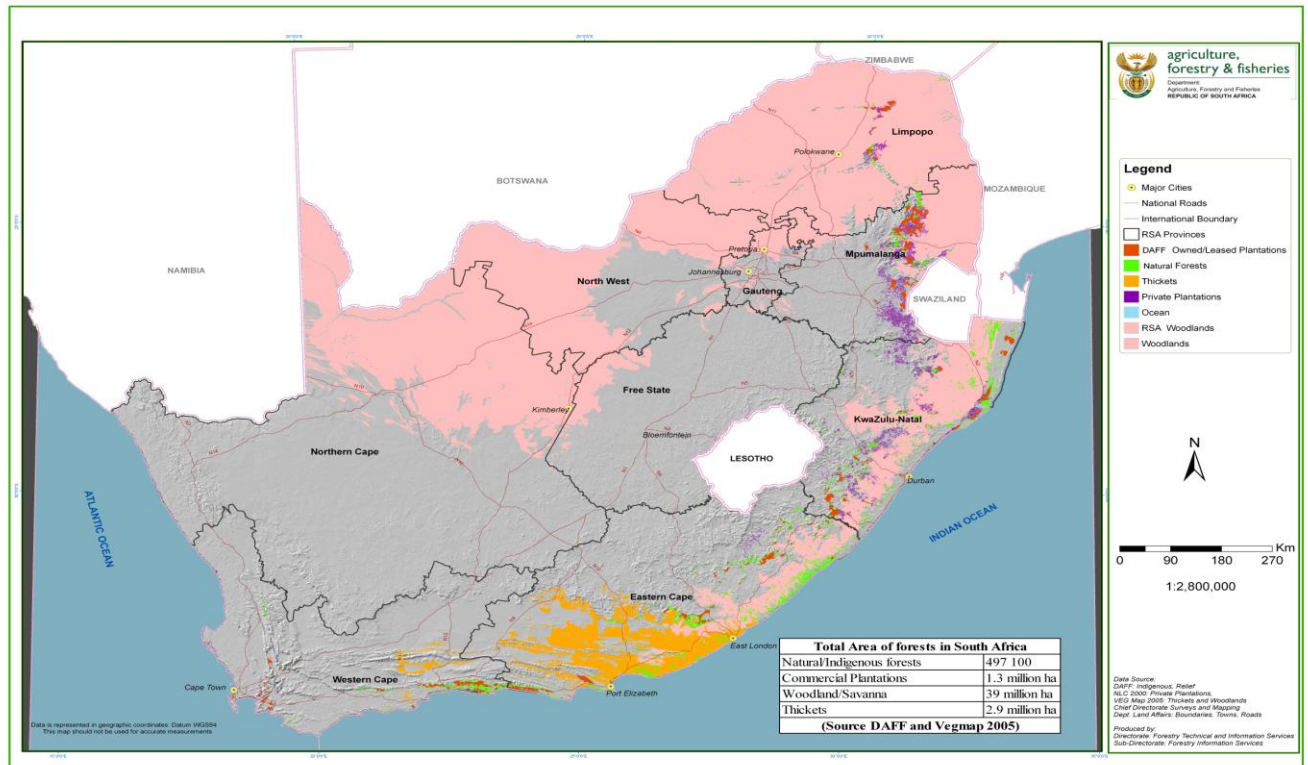 ZIMBABWE
Limpopo
Polokwane
BOTSWANA
MOZAMBIQUE
NAMIBIA
Pretoria
Mpumalanga
Johannesburg
North West
Gauteng
SWAZILAND
Free State
Kimberley
KwaZulu-Natal
Bloemfontein
Northern Cape
LESOTHO
Durban
ATLANTIC OCEAN
INDIAN OCEAN
Eastern Cape
East London
Western Cape
Cape Town
Port Elizabeth
Data is represented in geographic coordinates: Datum WGS84
This map should not be used for accurate measurements
Total Area of forests in South Africa
Natural/Indigenous forests 497 100
Commercial Plantations 1.3 million ha
Woodland/Savanna 39 million ha
Thickets 2.9 million ha
(Source DAFF and Vegmap 2005)
agriculture,
forestry & fisheries
Department:
Agriculture, Forestry and Fisheries
REPUBLIC OF SOUTH AFRICA
Legend
Major Cities
National Roads
International Boundary
RSA Provinces
DAFF Owned/Leased Plantations
Natural Forests
Thickets
Private Plantations
Ocean
RSA Woodlands
Woodlands
N
Km
0 45 90 180 270
1:2,800,000
Data Source:
DAFF: Indigenous, Relief
NLC 2000: Private Plantations,
VEG Map 2006: Thickets and Woodlands
Chief Directorate Surveys and Mapping
Dept. Land Affairs: Boundaries, Towns, Roads
Produced by:
Directorate: Forestry Technical and Information Services
Sub-Directorate: Forestry Information Services